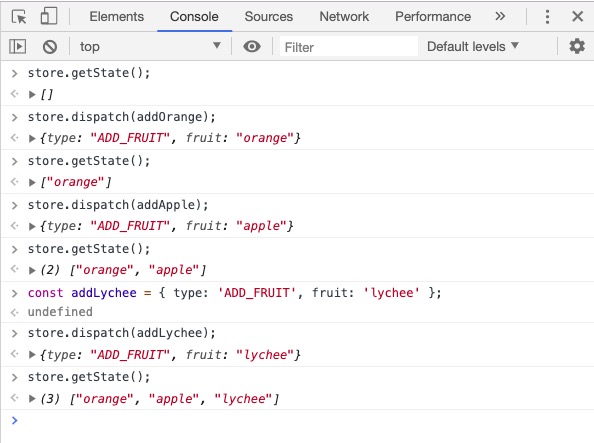 Elements Console Sources Network Performance »
top Filter Default levels
store.getState();
[]
store.dispatch(addOrange);
{type: "ADD_FRUIT", fruit: "orange"}
store.getState();
["orange"]
store.dispatch(addApple);
{type: "ADD_FRUIT", fruit: "apple"}
store.getState();
(2) ["orange", "apple"]
const addLychee = { type: 'ADD_FRUIT', fruit: 'lychee' };
undefined
store.dispatch(addLychee);
{type: "ADD_FRUIT", fruit: "lychee"}
store.getState();
(3) ["orange", "apple", "lychee"]